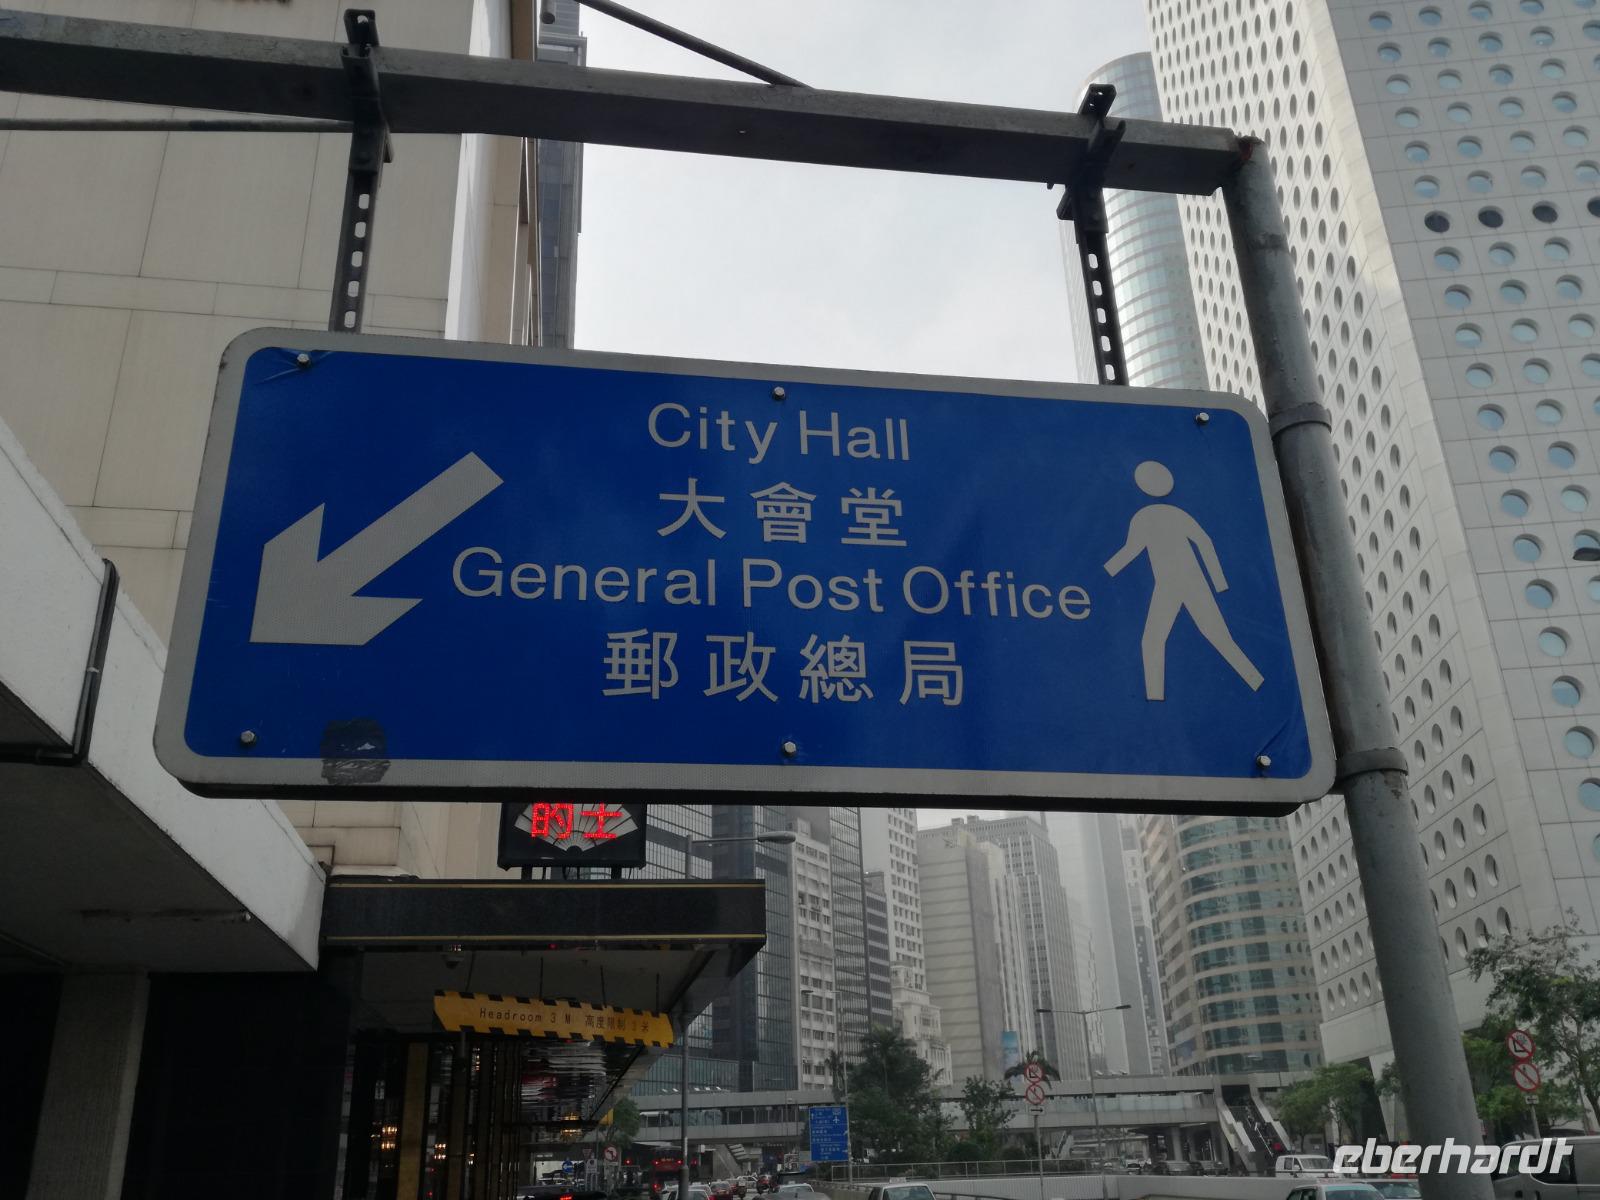 City Hall
大會堂
General Post Office
郵政總局
的士
Headroom 3 M 高度限制 3 米
eberhardt